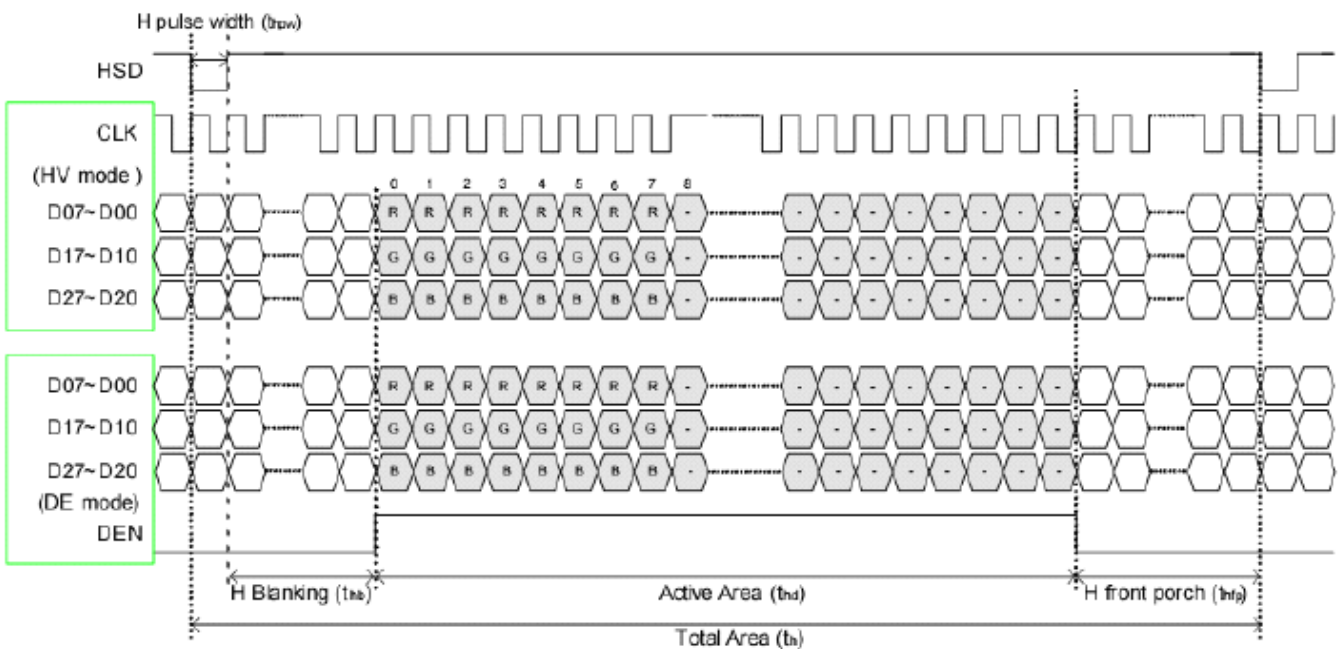 H pulse width (thpw)
HSD
CLK
(HV mode )
0 1 2 3 4 5 6 7 8
D07~D00 R R R R R R R R - - - - - - - - -
D17~D10 G G G G G G G G - - - - - - - - -
D27~D20 B B B B B B B B - - - - - - - - -
D07~D00 R R R R R R R R - - - - - - - - -
D17~D10 G G G G G G G G - - - - - - - - -
D27~D20 B B B B B B B B - - - - - - - - -
(DE mode)
DEN
H Blanking (thb) Active Area (thd) H front porch (thfp)
Total Area (th)